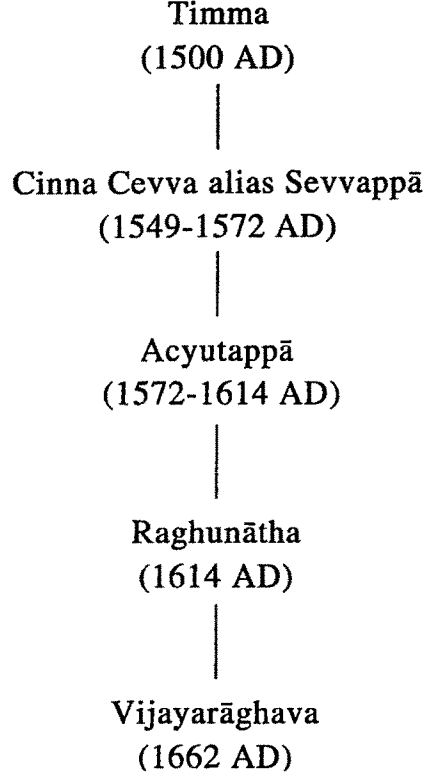 Timma
(1500 AD)
Cinna Cevva alias Sevvappā
(1549-1572 AD)
Acyutappā
(1572-1614 AD)
Raghunātha
(1614 AD)
Vijayarāghava
(1662 AD)